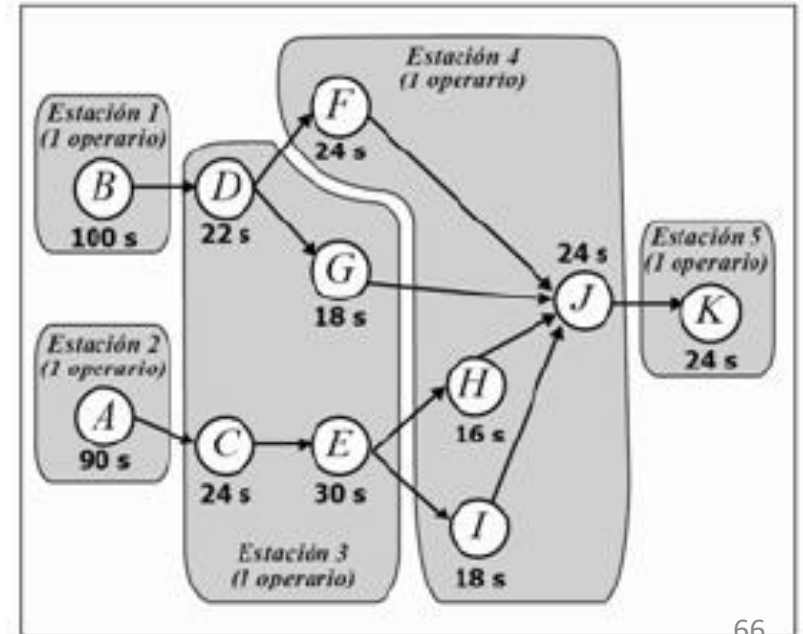 Estación 4
(1 operario)
F
24 s
Estación 1
(1 operario)
B
100 s
D
22 s
G
18 s
24 s
J
Estación 5
(1 operario)
K
24 s
Estación 2
(1 operario)
A
90 s
C
24 s
E
30 s
H
16 s
I
18 s
Estación 3
(1 operario)
66